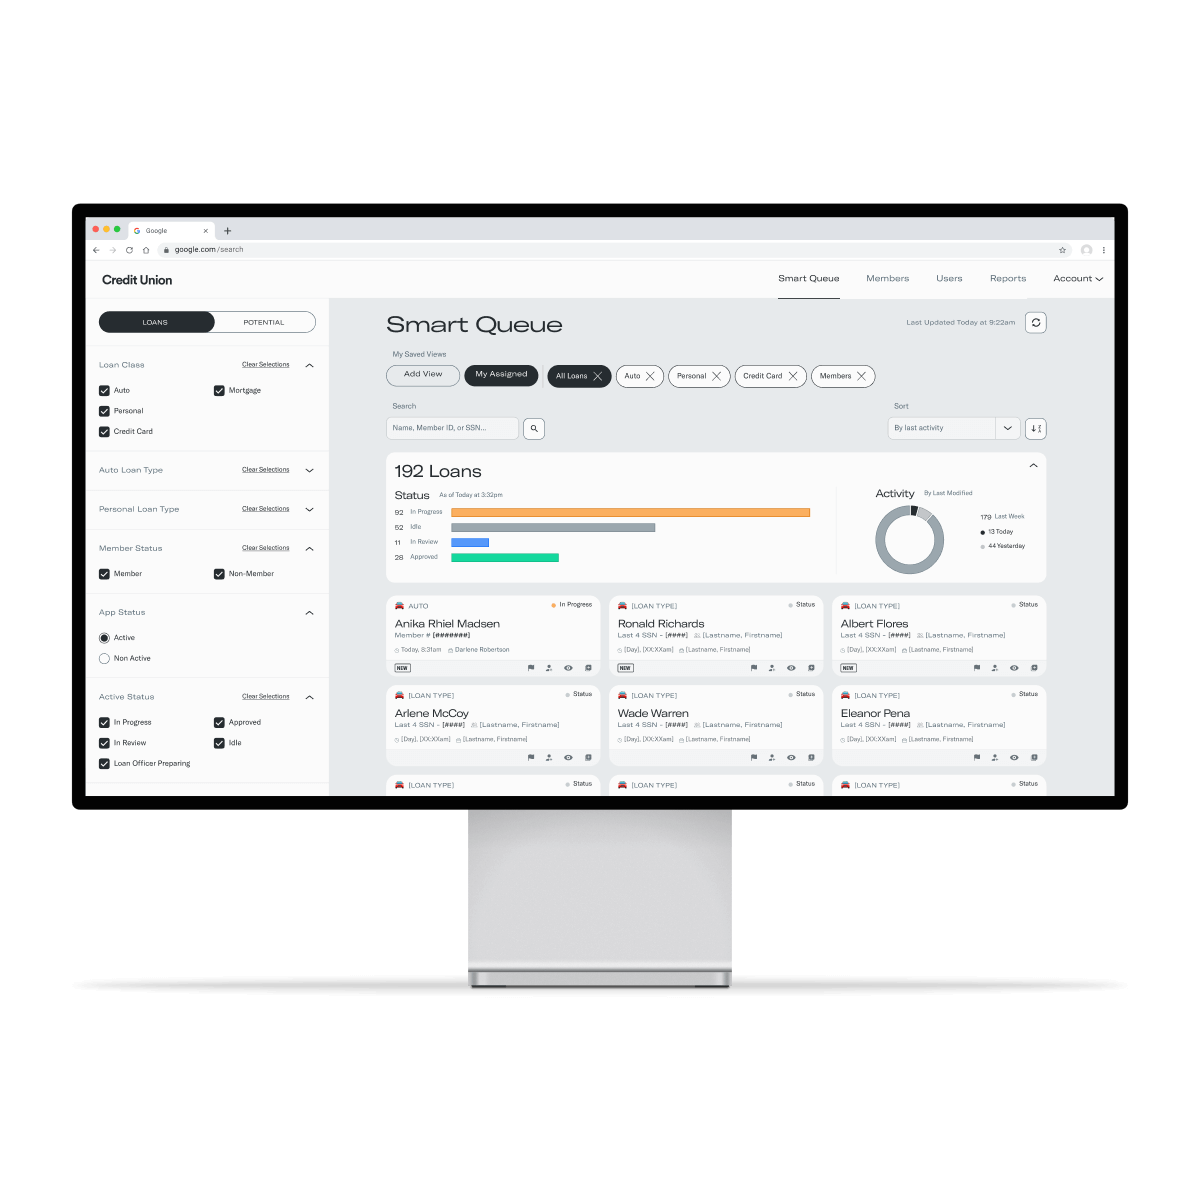 Google
google.com/search
Credit Union
Smart Queue Members Users Reports Account
LOANS POTENTIAL
Loan Class Clear Selections
Auto Mortgage
Personal
Credit Card
Auto Loan Type Clear Selections
Personal Loan Type Clear Selections
Member Status Clear Selections
Member Non-Member
App Status
Active
Non Active
Active Status Clear Selections
In Progress Approved
In Review Idle
Loan Officer Preparing
Smart Queue
Last Updated Today at 9:22am
My Saved Views
Add View My Assigned All Loans Auto Personal Credit Card Members
Search Sort
Name, Member ID, or SSN... By last activity
192 Loans
Status As of Today at 3:32pm
92 In Progress
52 Idle
11 In Review
28 Approved
Activity By Last Modified
179 Last Week
13 Today
44 Yesterday
AUTO In Progress
Anika Rhiel Madsen
Member # [#######]
Today, 8:31am Darlene Robertson
NEW
[LOAN TYPE] Status
Ronald Richards
Last 4 SSN - [####] [Lastname, Firstname]
[Day], [XX:XXam] [Lastname, Firstname]
NEW
[LOAN TYPE] Status
Albert Flores
Last 4 SSN - [####] [Lastname, Firstname]
[Day], [XX:XXam] [Lastname, Firstname]
NEW
[LOAN TYPE] Status
Arlene McCoy
Last 4 SSN - [####] [Lastname, Firstname]
[Day], [XX:XXam] [Lastname, Firstname]
[LOAN TYPE] Status
Wade Warren
Last 4 SSN - [####] [Lastname, Firstname]
[Day], [XX:XXam] [Lastname, Firstname]
[LOAN TYPE] Status
Eleanor Pena
Last 4 SSN - [####] [Lastname, Firstname]
[Day], [XX:XXam] [Lastname, Firstname]
[LOAN TYPE] Status
[LOAN TYPE] Status
[LOAN TYPE] Status